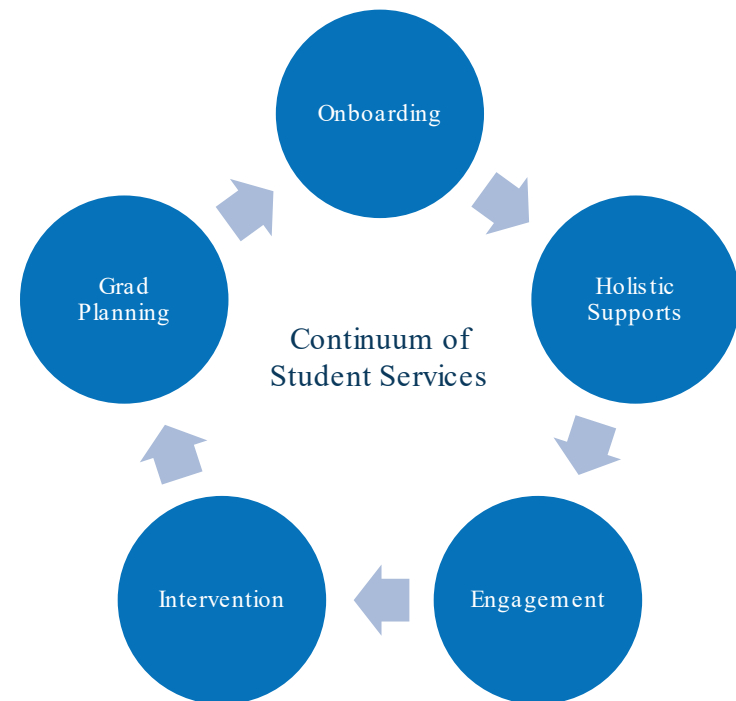 Onboarding
Holistic
Supports
Engagement
Intervention
Grad
Planning
Continuum of
Student Services